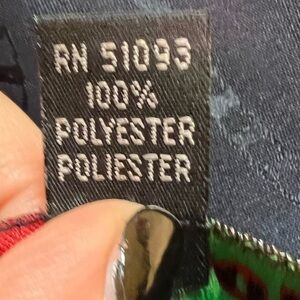 RN 51093
100%
POLYESTER
POLIESTER